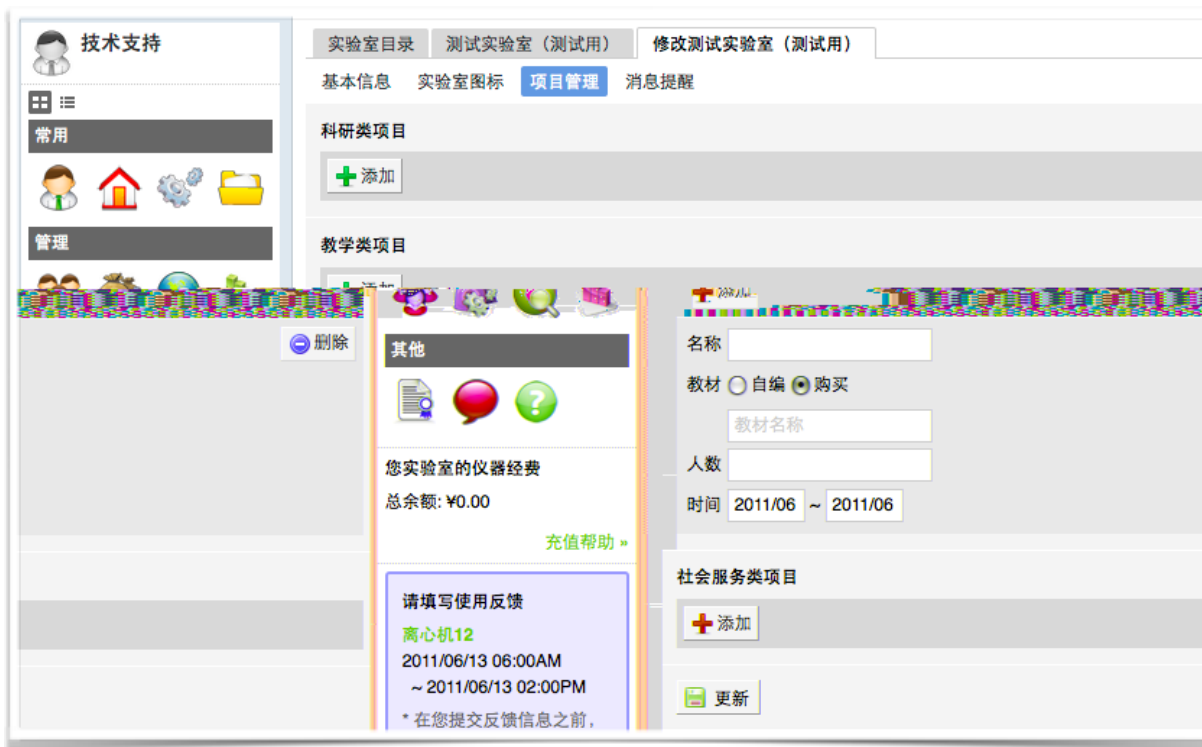 技术支持
实验室目录 测试实验室（测试用） 修改测试实验室（测试用）
基本信息 实验室图标 项目管理 消息提醒
常用
管理
科研类项目
添加
教学类项目
添加
添加
删除
其他
您实验室的仪器经费
总余额: ¥0.00
充值帮助 »
请填写使用反馈
离心机12
2011/06/13 06:00AM
~ 2011/06/13 02:00PM
* 在您提交反馈信息之前，
名称
教材 自编 购买
教材名称
人数
时间 2011/06 ~ 2011/06
社会服务类项目
添加
更新